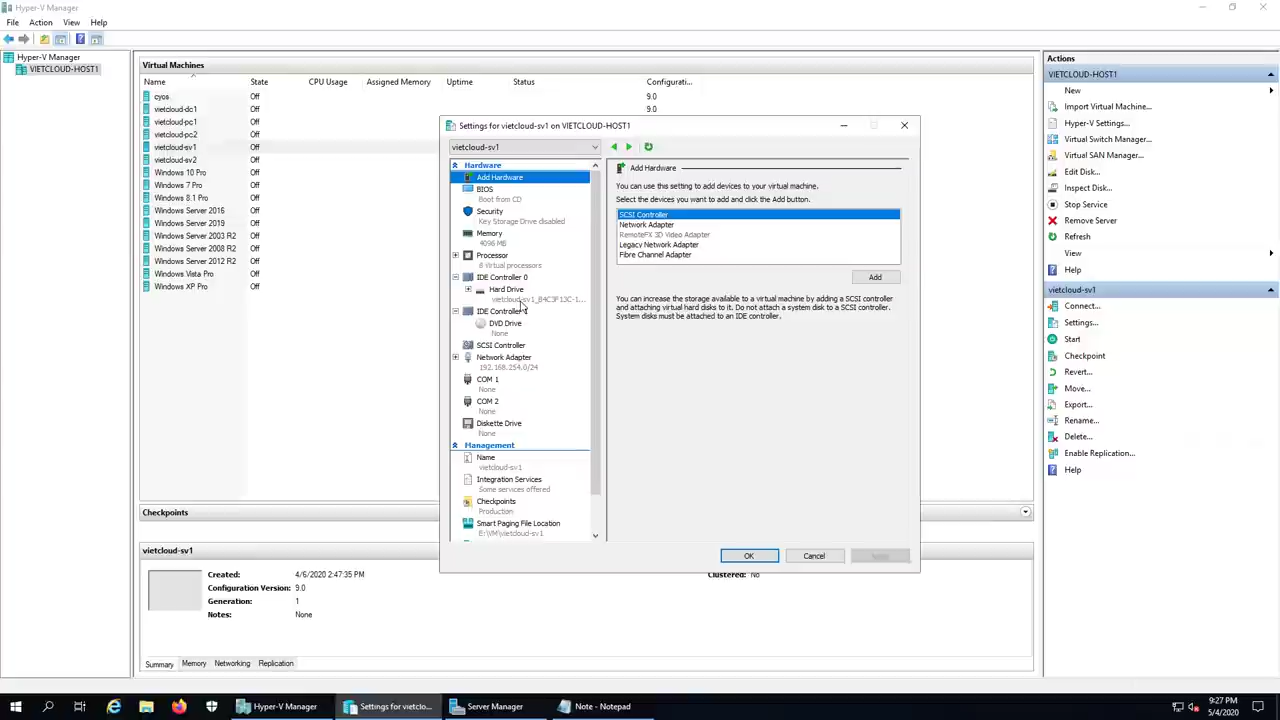 Hyper-V Manager
File Action View Help
Hyper-V Manager
VIETCLOUD-HOST1
Virtual Machines
Name State CPU Usage Assigned Memory Uptime Status Configurati...
cyos Off 9.0
vietcloud-dc1 Off 9.0
vietcloud-pc1 Off
vietcloud-pc2 Off
vietcloud-sv1 Off
vietcloud-sv2 Off
Windows 10 Pro Off
Windows 7 Pro Off
Windows 8.1 Pro Off
Windows Server 2016 Off
Windows Server 2019 Off
Windows Server 2003 R2 Off
Windows Server 2008 R2 Off
Windows Server 2012 R2 Off
Windows Vista Pro Off
Windows XP Pro Off
Checkpoints
vietcloud-sv1
Created: 4/6/2020 2:47:35 PM
Clustered: No
Configuration Version: 9.0
Generation: 1
Notes: None
Summary Memory Networking Replication
Settings for vietcloud-sv1 on VIETCLOUD-HOST1
vietcloud-sv1
Hardware
Add Hardware
BIOS
Boot from CD
Security
Key Storage Drive disabled
Memory
4096 MB
Processor
8 Virtual processors
IDE Controller 0
Hard Drive
vietcloud-sv1_B4C3F13C-1...
IDE Controller 1
DVD Drive
None
SCSI Controller
Network Adapter
192.168.254.0/24
COM 1
None
COM 2
None
Diskette Drive
None
Management
Name
vietcloud-sv1
Integration Services
Some services offered
Checkpoints
Production
Smart Paging File Location
E:\VM\vietcloud-sv1
Add Hardware
You can use this setting to add devices to your virtual machine.
Select the devices you want to add and click the Add button.
SCSI Controller
Network Adapter
RemoteFX 3D Video Adapter
Legacy Network Adapter
Fibre Channel Adapter
Add
You can increase the storage available to a virtual machine by adding a SCSI controller
and attaching virtual hard disks to it. Do not attach a system disk to a SCSI controller.
System disks must be attached to an IDE controller.
OK Cancel
Actions
VIETCLOUD-HOST1
New
Import Virtual Machine...
Hyper-V Settings...
Virtual Switch Manager...
Virtual SAN Manager...
Edit Disk...
Inspect Disk...
Stop Service
Remove Server
Refresh
View
Help
vietcloud-sv1
Connect...
Settings...
Start
Checkpoint
Revert...
Move...
Export...
Rename...
Delete...
Enable Replication...
Help
Hyper-V Manager
Settings for vietclo...
Server Manager
Note - Notepad
9:27 PM
5/4/2020